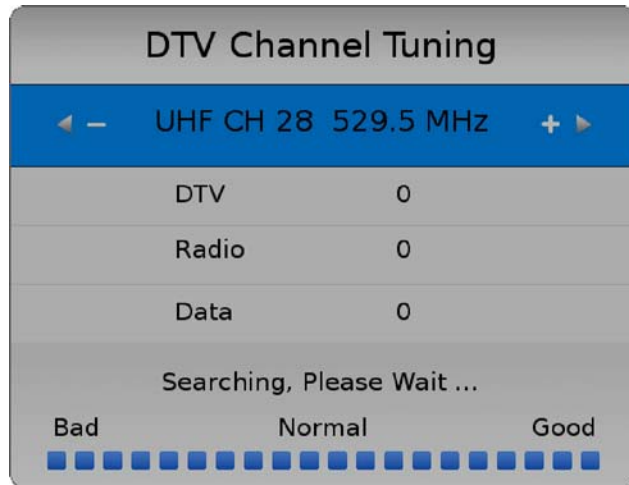 DTV Channel Tuning
− UHF CH 28 529.5 MHz +
DTV 0
Radio 0
Data 0
Searching, Please Wait ...
Bad Normal Good